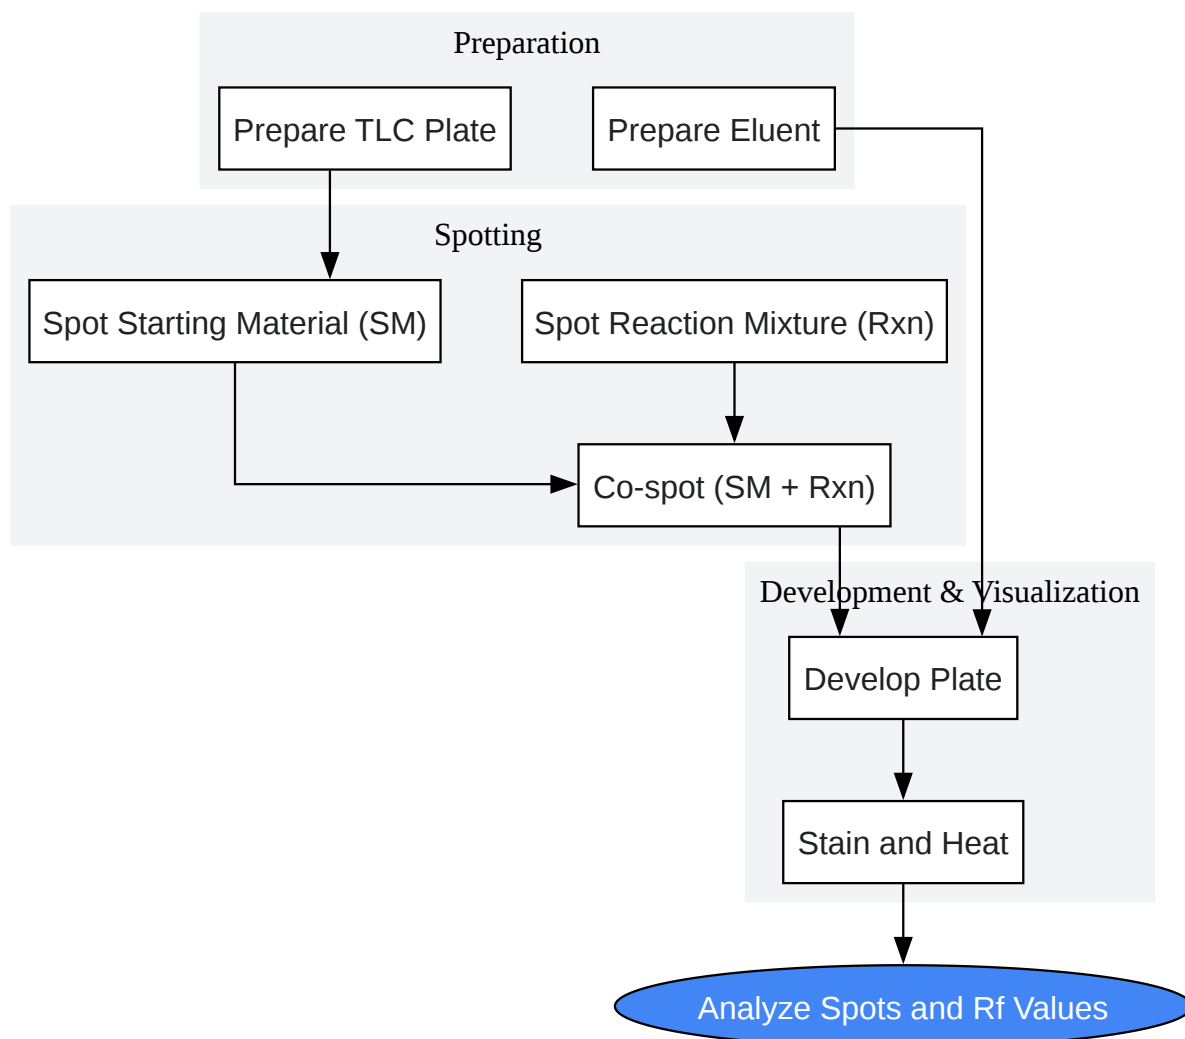 Preparation
Prepare TLC Plate
Prepare Eluent
Spotting
Spot Starting Material (SM)
Spot Reaction Mixture (Rxn)
Co-spot (SM + Rxn)
Development & Visualization
Develop Plate
Stain and Heat
Analyze Spots and Rf Values